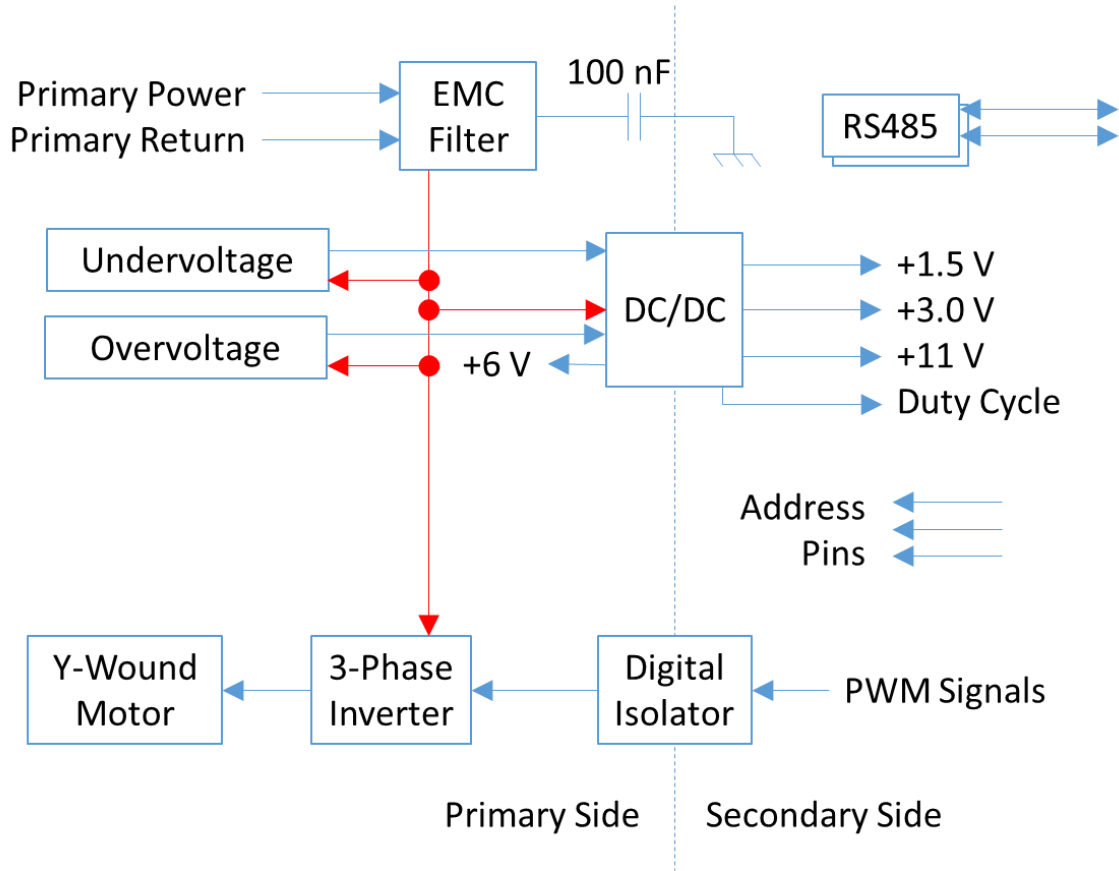 Primary Power
Primary Return
EMC
Filter
100 nF
RS485
Undervoltage
Overvoltage
+6 V
DC/DC
+1.5 V
+3.0 V
+11 V
Duty Cycle
Address
Pins
Y-Wound
Motor
3-Phase
Inverter
Digital
Isolator
PWM Signals
Primary Side
Secondary Side